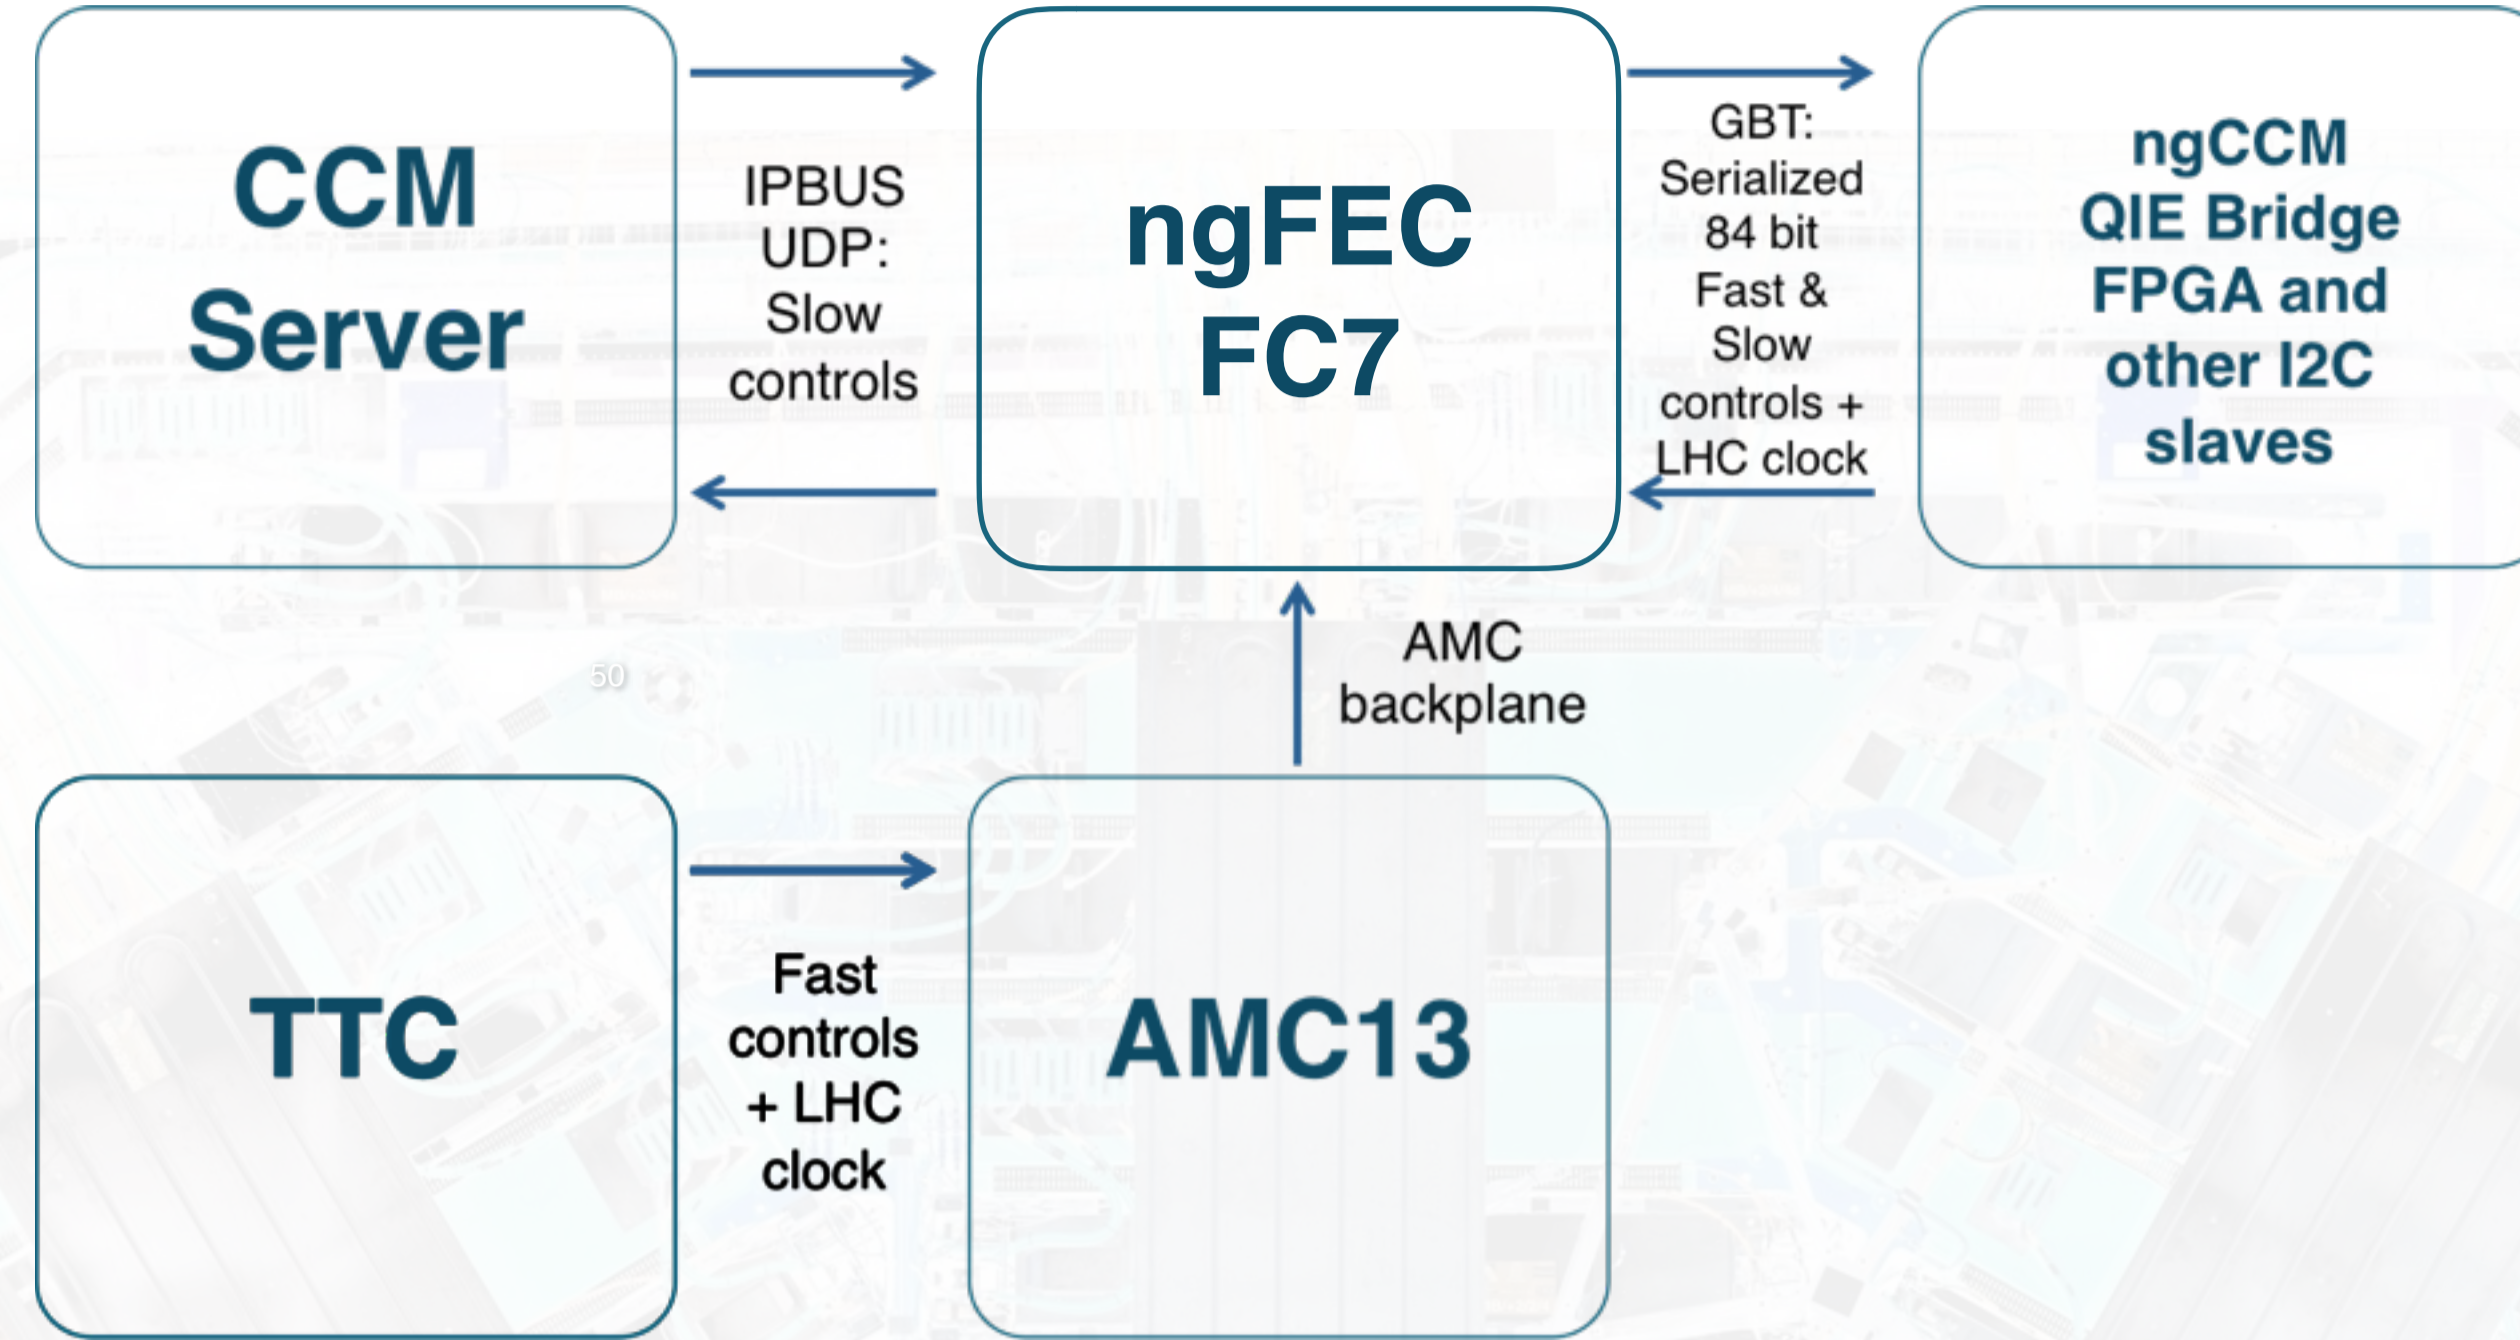 CCM
Server
IPBUS
UDP:
Slow
controls
ngFEC
FC7
GBT:
Serialized
84 bit
Fast &
Slow
controls +
LHC clock
ngCCM
QIE Bridge
FPGA and
other I2C
slaves
AMC
backplane
50
TTC
Fast
controls
+ LHC
clock
AMC13